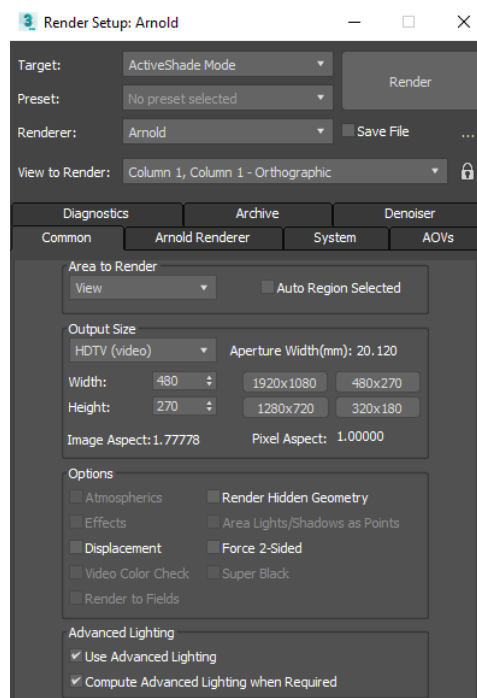 3 Render Setup: Arnold
Target: ActiveShade Mode
Render
Preset: No preset selected
Renderer: Arnold Save File ...
View to Render: Column 1, Column 1 - Orthographic
Diagnostics Archive Denoiser
Common Arnold Renderer System AOVs
Area to Render
View Auto Region Selected
Output Size
HDTV (video) Aperture Width(mm): 20.120
Width: 480 1920x1080 480x270
Height: 270 1280x720 320x180
Image Aspect: 1.77778 Pixel Aspect: 1.00000
Options
Atmospherics Render Hidden Geometry
Effects Area Lights/Shadows as Points
Displacement Force 2-Sided
Video Color Check Super Black
Render to Fields
Advanced Lighting
Use Advanced Lighting
Compute Advanced Lighting when Required